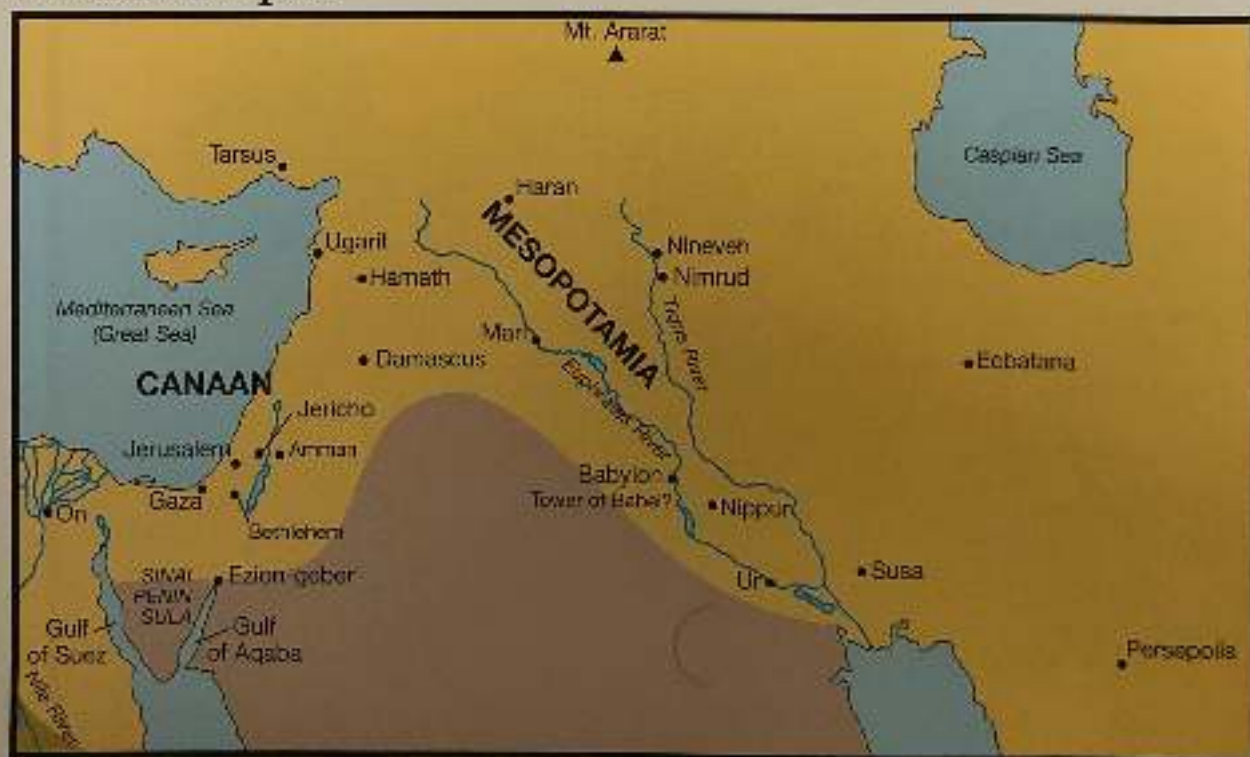 Mt. Ararat
Caspian Sea
Tarsus
Haran
MESOPOTAMIA
Ugarit
Nineveh
Hamath
Nimrud
Mediterranean Sea
(Great Sea)
Tigris River
Mari
Damascus
Ecbatana
CANAAN
Euphrates River
Jericho
Jerusalem
Amman
Babylon
Tower of Babel?
Gaza
Nippur
On
Bethlehem
SINAI
PENIN
SULA
Ezion-geber
Ur
Susa
Gulf
of Suez
Gulf
of Aqaba
Persepolis
Nile River